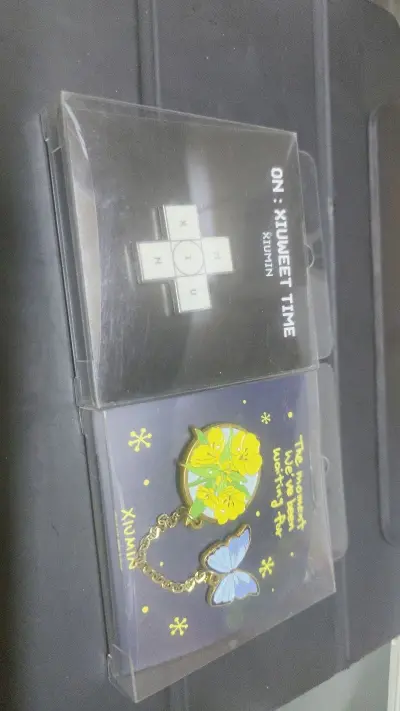 ON : XIUWEET TIME
XIUMIN
M
X I U
N
The moment
We've been
waiting for
XIUMIN